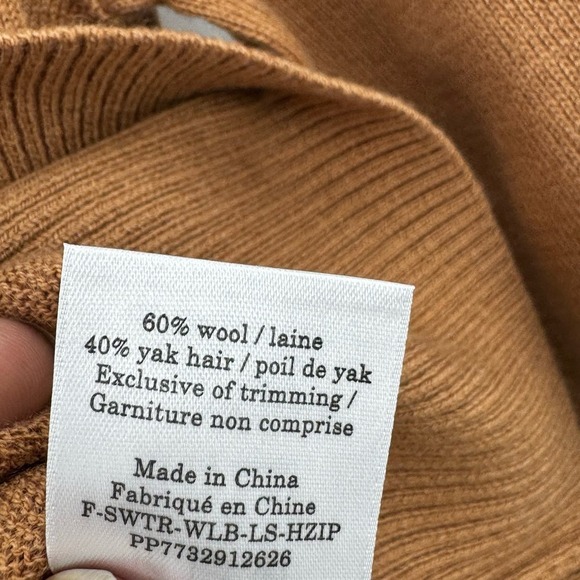 60% wool / laine
40% yak hair / poil de yak
Exclusive of trimming /
Garniture non comprise
Made in China
Fabriqué en Chine
F-SWTR-WLB-LS-HZIP
PP7732912626